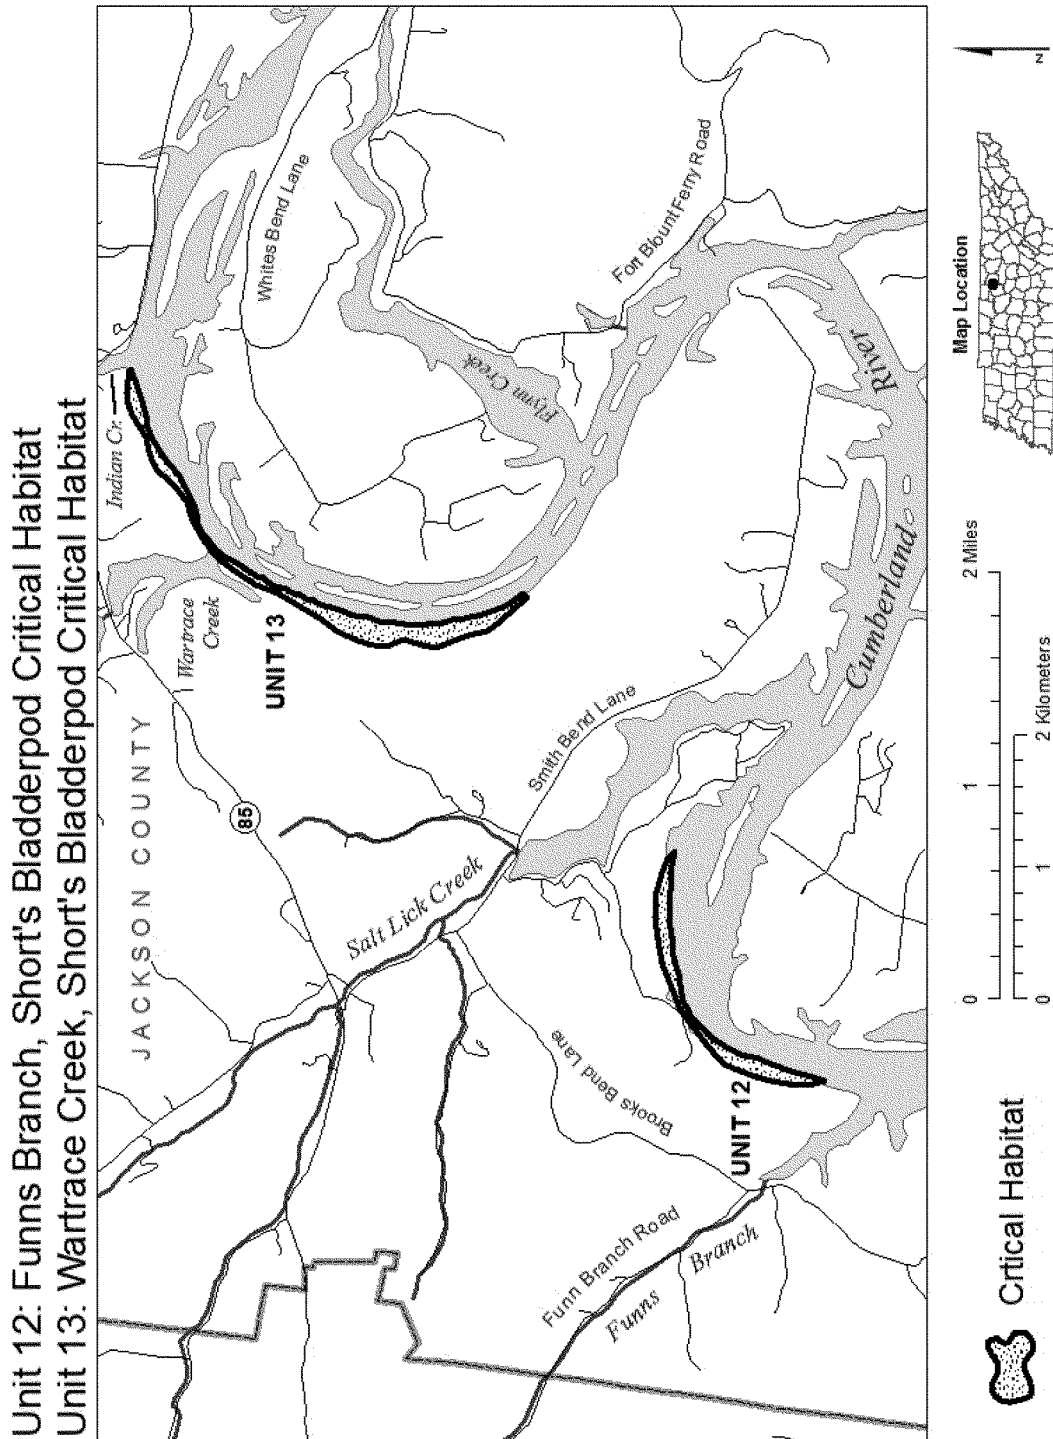 Unit 12: Funns Branch, Short's Bladderpod Critical Habitat
Unit 13: Wartrace Creek, Short's Bladderpod Critical Habitat
Indian Cr.
Wartrace
Creek
JACKSON COUNTY
85
UNIT 13
Whites Bend Lane
Flynn Creek
Fort Blount Ferry Road
Salt Lick Creek
Smith Bend Lane
Brooks Bend Lane
Funn Branch Road
Funns Branch
UNIT 12
Cumberland River
Crtical Habitat
0 1 2 Miles
0 1 2 Kilometers
Map Location
N